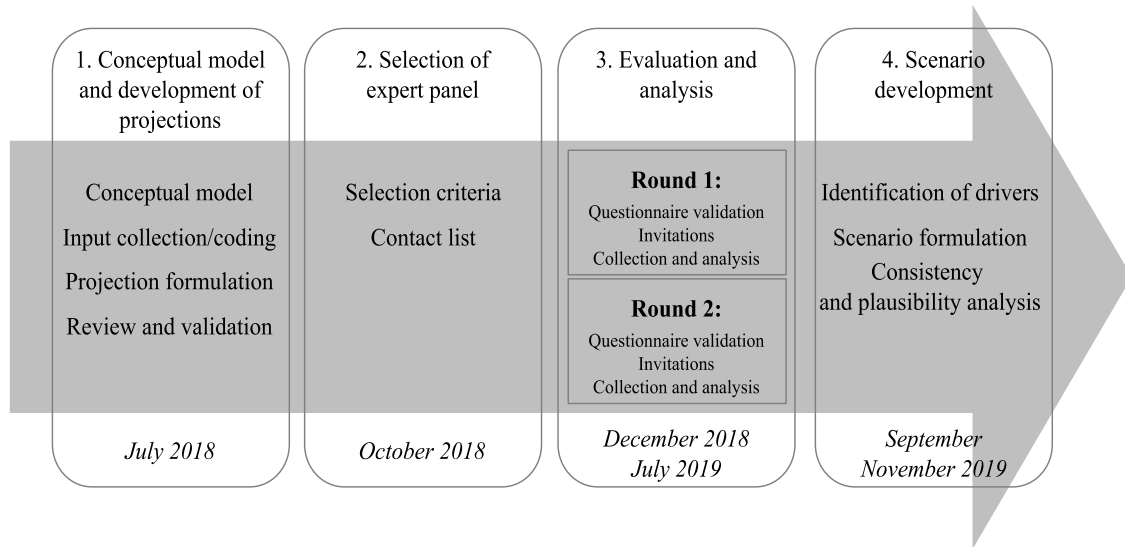 1. Conceptual model
and development of
projections
Conceptual model
Input collection/coding
Projection formulation
Review and validation
July 2018
2. Selection of
expert panel
Selection criteria
Contact list
October 2018
3. Evaluation and
analysis
Round 1:
Questionnaire validation
Invitations
Collection and analysis
Round 2:
Questionnaire validation
Invitations
Collection and analysis
December 2018
July 2019
4. Scenario
development
Identification of drivers
Scenario formulation
Consistency
and plausibility analysis
September
November 2019